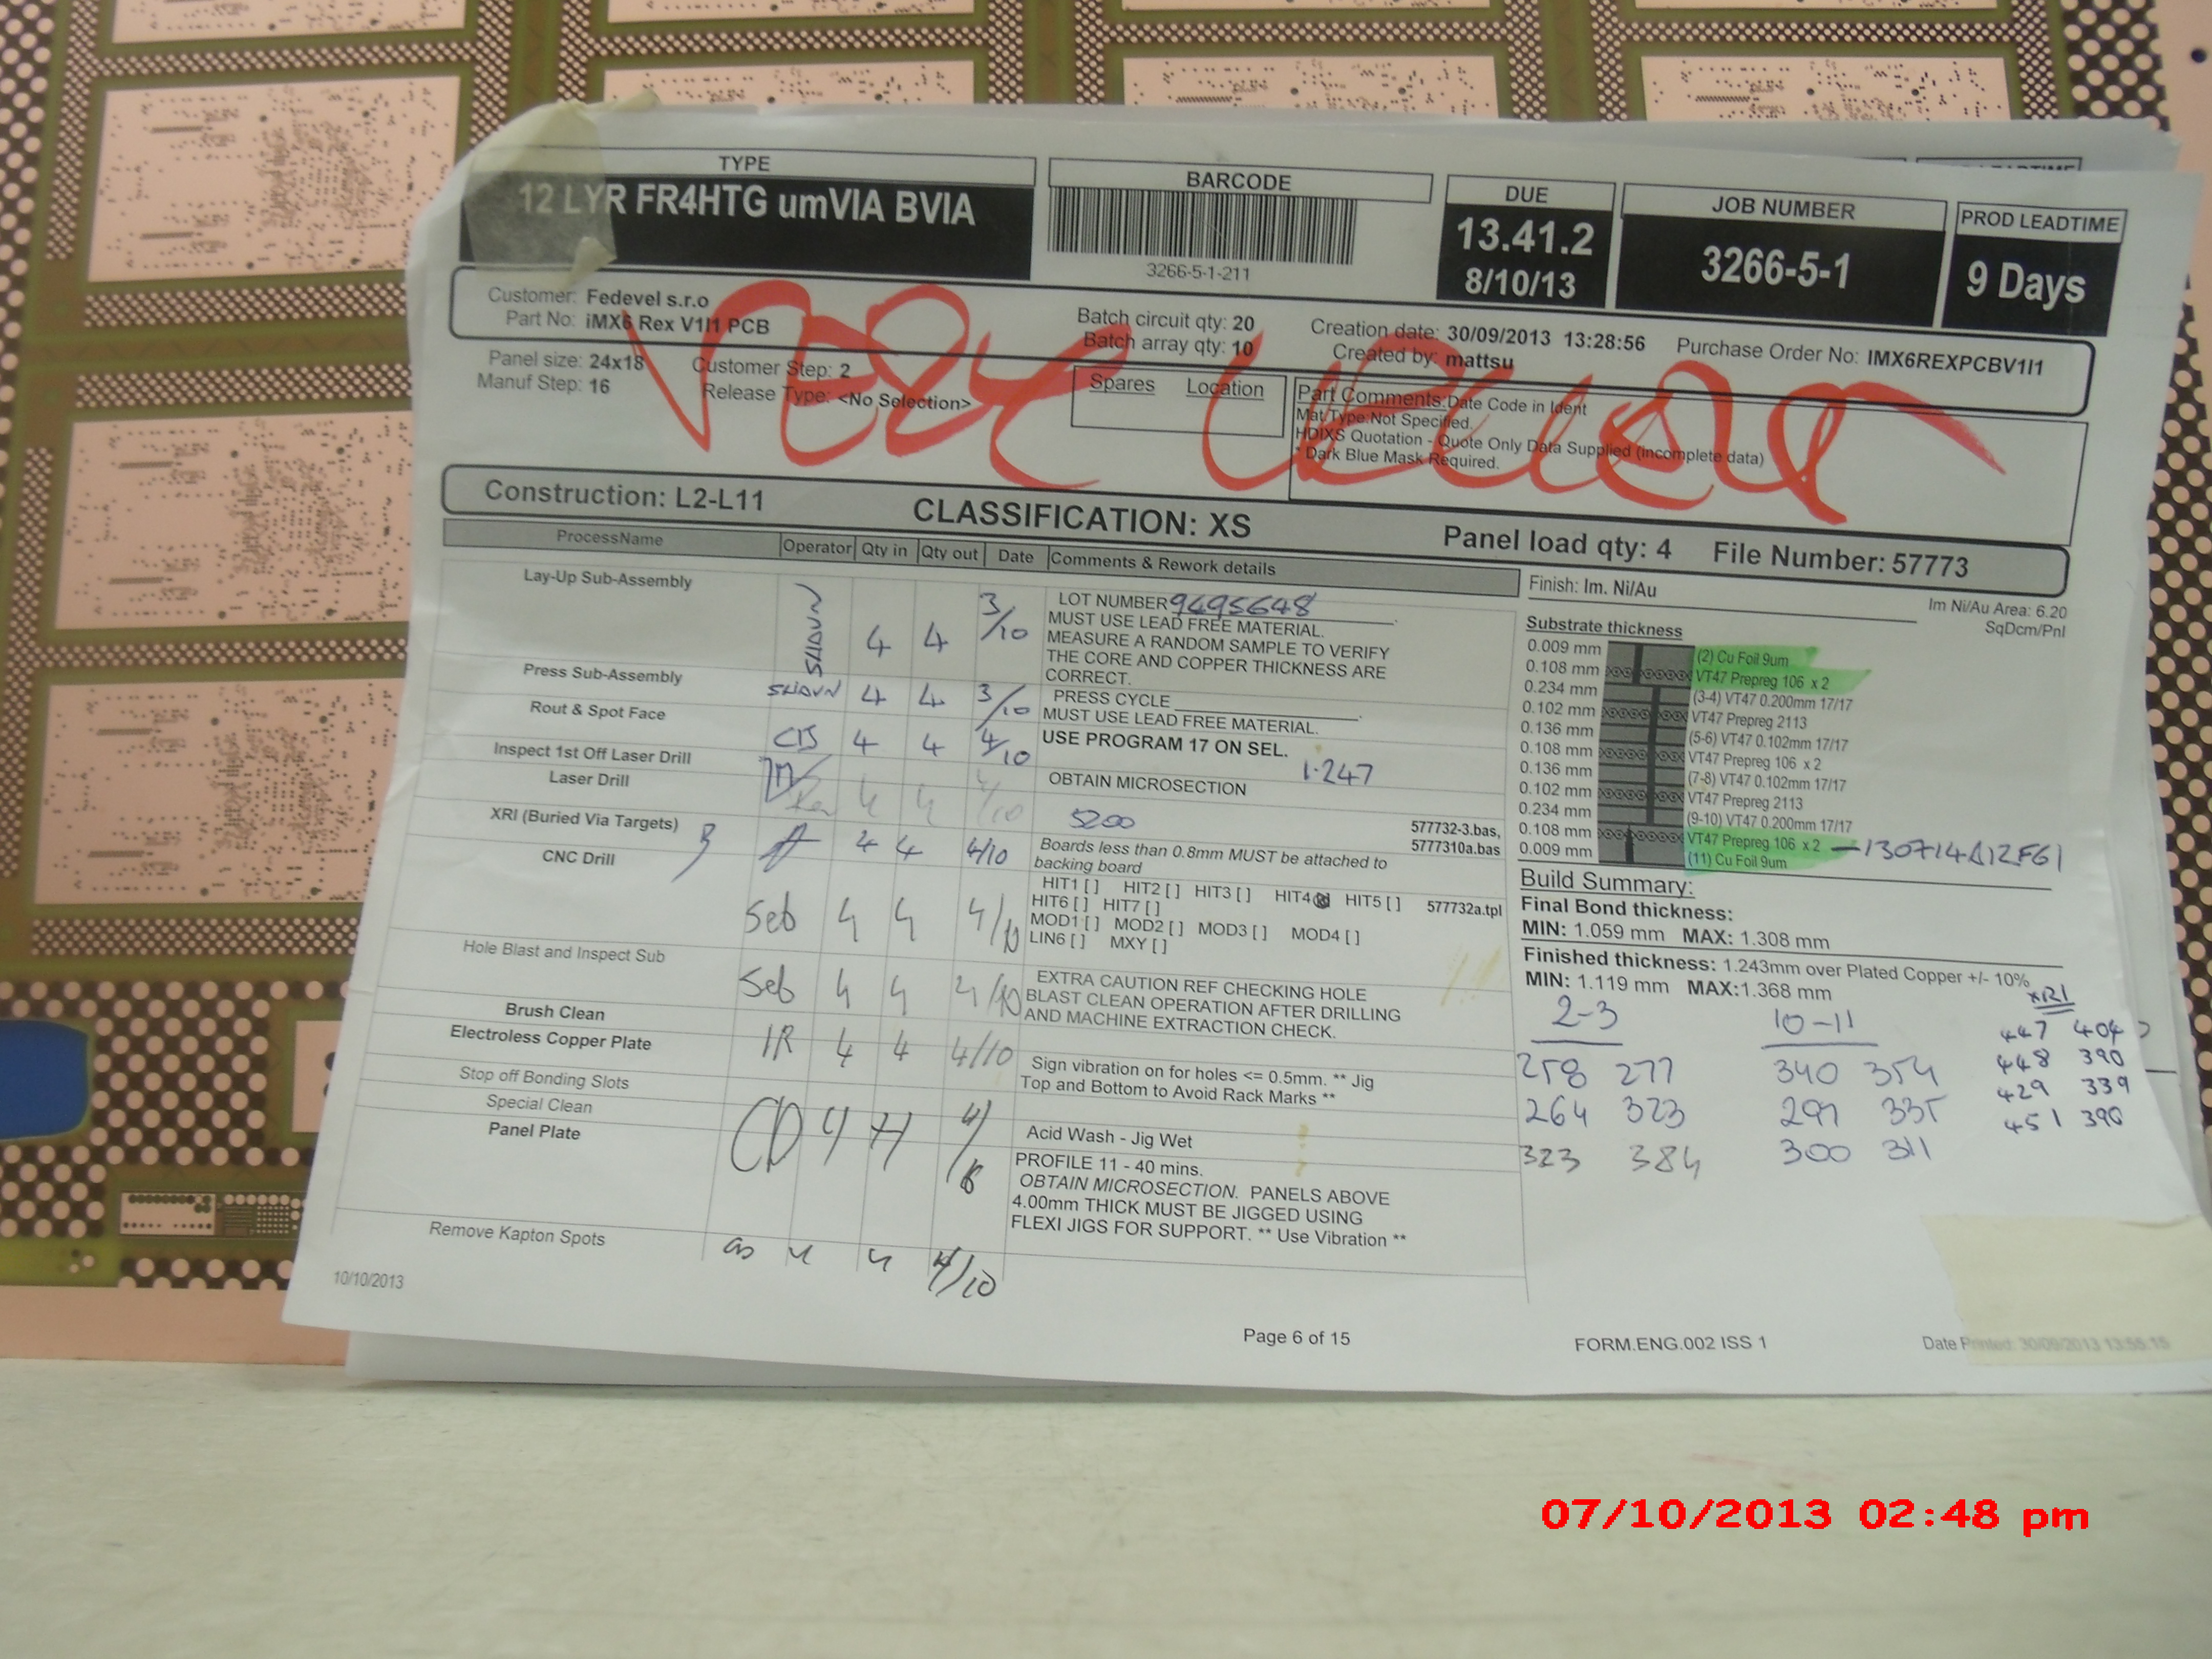 TYPE
12 LYR FR4HTG umVIA BVIA
BARCODE
3266-5-1-211
DUE
13.41.2
8/10/13
JOB NUMBER
3266-5-1
PROD LEADTIME
9 Days
LEADTIME
Customer: Fedevel s.r.o
Part No: iMX6 Rex V1I1 PCB
Batch circuit qty: 20
Batch array qty: 10
Creation date: 30/09/2013 13:28:56
Created by: mattsu
Purchase Order No: IMX6REXPCBV1I1
VERY URGENT
Panel size: 24x18
Manuf Step: 16
Customer Step: 2
Release Type: <No Selection>
Spares Location
Part Comments: Date Code in Ident
Mat Type: Not Specified.
HDIXS Quotation - Quote Only Data Supplied (Incomplete data)
* Dark Blue Mask Required.
Construction: L2-L11
CLASSIFICATION: XS
Panel load qty: 4 File Number: 57773
ProcessName Operator Qty in Qty out Date Comments & Rework details
Lay-Up Sub-Assembly SHAUN 4 4 3/10
LOT NUMBER 9495648
MUST USE LEAD FREE MATERIAL.
MEASURE A RANDOM SAMPLE TO VERIFY
THE CORE AND COPPER THICKNESS ARE
CORRECT.
Press Sub-Assembly SHAUN 4 4 3/10
PRESS CYCLE
MUST USE LEAD FREE MATERIAL.
Rout & Spot Face 4 4 4/10
USE PROGRAM 17 ON SEL.
1.247
Inspect 1st Off Laser Drill
OBTAIN MICROSECTION
Laser Drill 4 4 4/10
5200
577732-3.bas,
5777310a.bas
XRI (Buried Via Targets) 4 4 4/10
Boards less than 0.8mm MUST be attached to
backing board
CNC Drill Seb 4 4 4/10
HIT1 [ ] HIT2 [ ] HIT3 [ ] HIT4 HIT5 [ ] 577732a.tpl
HIT6 [ ] HIT7 [ ]
MOD1 [ ] MOD2 [ ] MOD3 [ ] MOD4 [ ]
LIN6 [ ] MXY [ ]
Hole Blast and Inspect Sub Seb 4 4 4/10
EXTRA CAUTION REF CHECKING HOLE
BLAST CLEAN OPERATION AFTER DRILLING
AND MACHINE EXTRACTION CHECK.
Brush Clean IR 4 4 4/10
Electroless Copper Plate
Sign vibration on for holes <= 0.5mm. ** Jig
Top and Bottom to Avoid Rack Marks **
Stop off Bonding Slots
Special Clean
Acid Wash - Jig Wet
Panel Plate CD 4 4
PROFILE 11 - 40 mins.
OBTAIN MICROSECTION. PANELS ABOVE
4.00mm THICK MUST BE JIGGED USING
FLEXI JIGS FOR SUPPORT. ** Use Vibration **
Remove Kapton Spots 4 4 4/10
Finish: Im. Ni/Au
Im Ni/Au Area: 6.20
SqDcm/Pnl
Substrate thickness
0.009 mm (2) Cu Foil 9um
0.108 mm VT47 Prepreg 106 x 2
0.234 mm (3-4) VT47 0.200mm 17/17
0.102 mm VT47 Prepreg 2113
0.136 mm (5-6) VT47 0.102mm 17/17
0.108 mm VT47 Prepreg 106 x 2
0.136 mm (7-8) VT47 0.102mm 17/17
0.102 mm VT47 Prepreg 2113
0.234 mm (9-10) VT47 0.200mm 17/17
0.108 mm VT47 Prepreg 106 x 2 - 130714A12F61
0.009 mm (11) Cu Foil 9um
Build Summary:
Final Bond thickness:
MIN: 1.059 mm MAX: 1.308 mm
Finished thickness: 1.243mm over Plated Copper +/- 10%
MIN: 1.119 mm MAX:1.368 mm
2-3 10-11 XRI
258 277 340 354
264 323 297 335
323 384 300 311
447 404
448 390
429 339
451 390
10/10/2013
Page 6 of 15
FORM.ENG.002 ISS 1
Date Printed: 30/09/2013 13:56:15
07/10/2013 02:48 pm